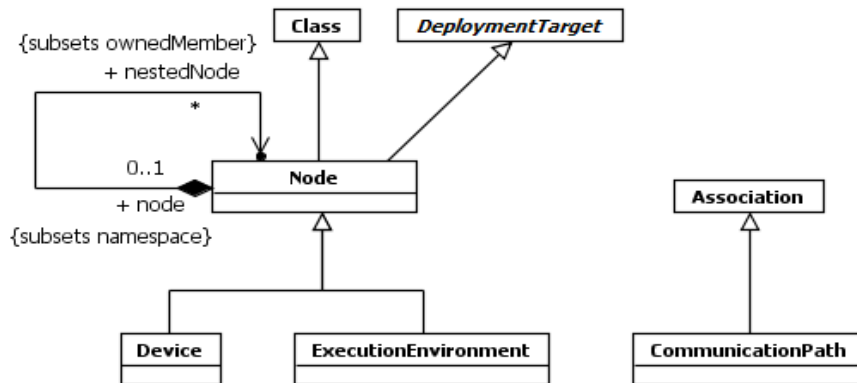 Class
DeploymentTarget
{subsets ownedMember}
+ nestedNode
*
0..1
Node
+ node
{subsets namespace}
Association
Device
ExecutionEnvironment
CommunicationPath